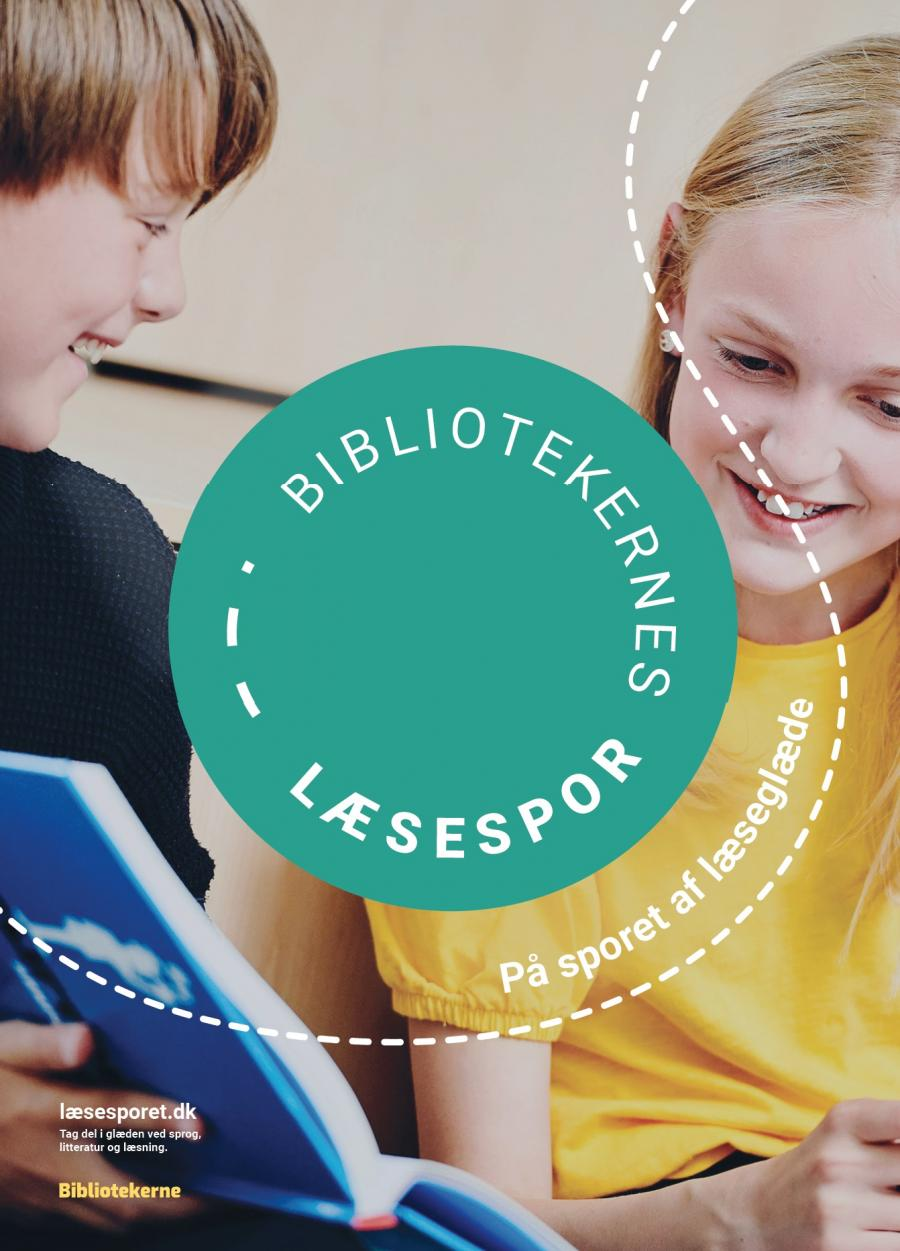 BIBLIOTEKERNES
LÆSESPOR
På sporet af læseglæde
læsesporet.dk
Tag del i glæden ved sprog,
litteratur og læsning.
Bibliotekerne